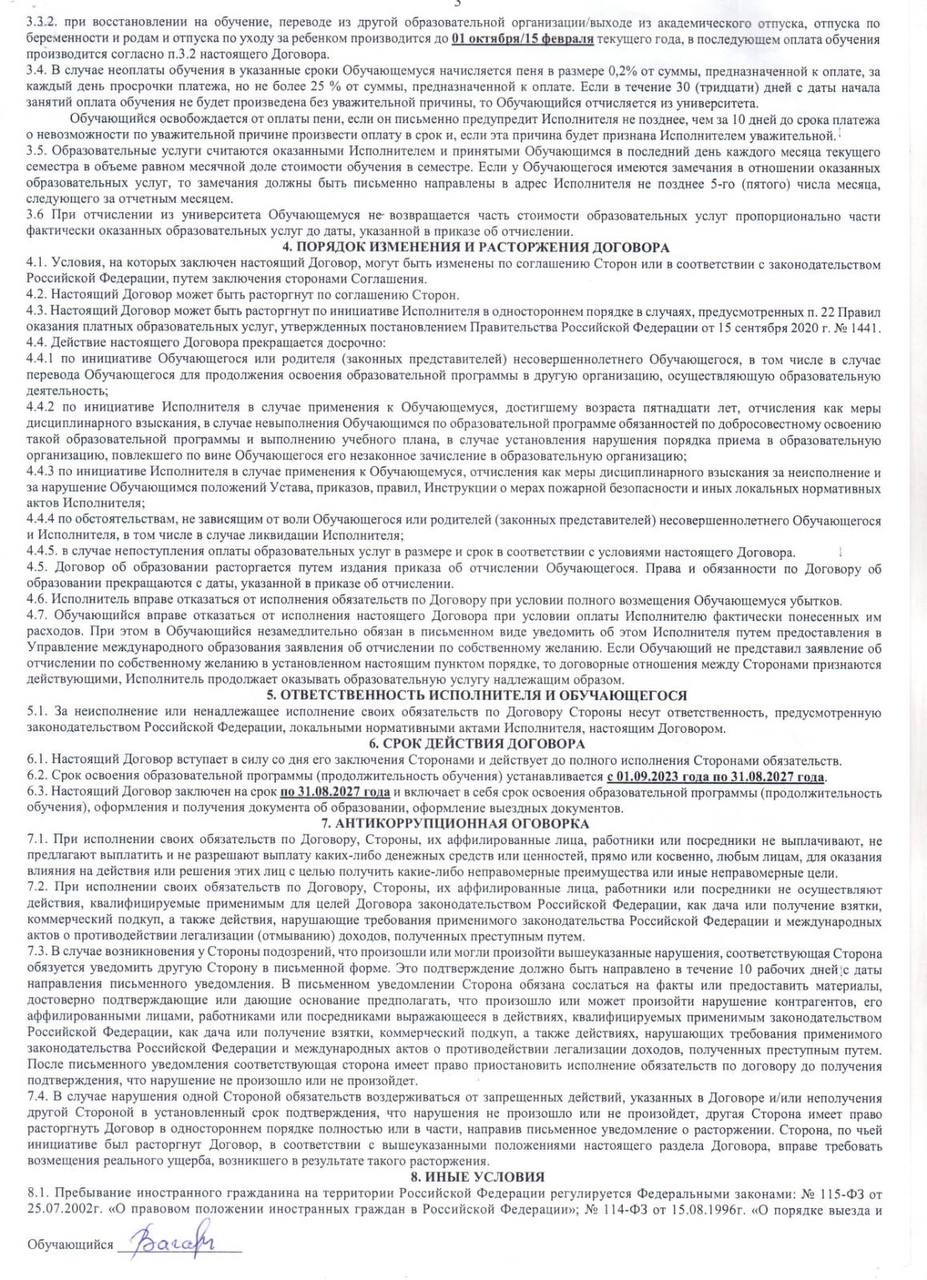 3
3.3.2. при восстановлении на обучение, переводе из другой образовательной организации/выходе из академического отпуска, отпуска по
беременности и родам и отпуска по уходу за ребенком производится до 01 октября/15 февраля текущего года, в последующем оплата обучения
производится согласно п.3.2 настоящего Договора.
3.4. В случае неоплаты обучения в указанные сроки Обучающемуся начисляется пеня в размере 0,2% от суммы, предназначенной к оплате, за
каждый день просрочки платежа, но не более 25 % от суммы, предназначенной к оплате. Если в течение 30 (тридцати) дней с даты начала
занятий оплата обучения не будет произведена без уважительной причины, то Обучающийся отчисляется из университета.
Обучающийся освобождается от оплаты пени, если он письменно предупредит Исполнителя не позднее, чем за 10 дней до срока платежа
о невозможности по уважительной причине произвести оплату в срок и, если эта причина будет признана Исполнителем уважительной.
3.5. Образовательные услуги считаются оказанными Исполнителем и принятыми Обучающимся в последний день каждого месяца текущего
семестра в объеме равном месячной доле стоимости обучения в семестре. Если у Обучающегося имеются замечания в отношении оказанных
образовательных услуг, то замечания должны быть письменно направлены в адрес Исполнителя не позднее 5-го (пятого) числа месяца,
следующего за отчетным месяцем.
3.6 При отчислении из университета Обучающемуся не возвращается часть стоимости образовательных услуг пропорционально части
фактически оказанных образовательных услуг до даты, указанной в приказе об отчислении.
4. ПОРЯДОК ИЗМЕНЕНИЯ И РАСТОРЖЕНИЯ ДОГОВОРА
4.1. Условия, на которых заключен настоящий Договор, могут быть изменены по соглашению Сторон или в соответствии с законодательством
Российской Федерации, путем заключения сторонами Соглашения.
4.2. Настоящий Договор может быть расторгнут по соглашению Сторон.
4.3. Настоящий Договор может быть расторгнут по инициативе Исполнителя в одностороннем порядке в случаях, предусмотренных п. 22 Правил
оказания платных образовательных услуг, утвержденных постановлением Правительства Российской Федерации от 15 сентября 2020 г. № 1441.
4.4. Действие настоящего Договора прекращается досрочно:
4.4.1 по инициативе Обучающегося или родителя (законных представителей) несовершеннолетнего Обучающегося, в том числе в случае
перевода Обучающегося для продолжения освоения образовательной программы в другую организацию, осуществляющую образовательную
деятельность;
4.4.2 по инициативе Исполнителя в случае применения к Обучающемуся, достигшему возраста пятнадцати лет, отчисления как меры
дисциплинарного взыскания, в случае невыполнения Обучающимся по образовательной программе обязанностей по добросовестному освоению
такой образовательной программы и выполнению учебного плана, в случае установления нарушения порядка приема в образовательную
организацию, повлекшего по вине Обучающегося его незаконное зачисление в образовательную организацию;
4.4.3 по инициативе Исполнителя в случае применения к Обучающемуся, отчисления как меры дисциплинарного взыскания за неисполнение и
за нарушение Обучающимся положений Устава, приказов, правил, Инструкции о мерах пожарной безопасности и иных локальных нормативных
актов Исполнителя;
4.4.4 по обстоятельствам, не зависящим от воли Обучающегося или родителей (законных представителей) несовершеннолетнего Обучающегося
и Исполнителя, в том числе в случае ликвидации Исполнителя;
4.4.5. в случае непоступления оплаты образовательных услуг в размере и срок в соответствии с условиями настоящего Договора.
4.5. Договор об образовании расторгается путем издания приказа об отчислении Обучающегося. Права и обязанности по Договору об
образовании прекращаются с даты, указанной в приказе об отчислении.
4.6. Исполнитель вправе отказаться от исполнения обязательств по Договору при условии полного возмещения Обучающемуся убытков.
4.7. Обучающийся вправе отказаться от исполнения настоящего Договора при условии оплаты Исполнителю фактически понесенных им
расходов. При этом в Обучающийся незамедлительно обязан в письменном виде уведомить об этом Исполнителя путем предоставления в
Управление международного образования заявления об отчислении по собственному желанию. Если Обучающий не представил заявление об
отчислении по собственному желанию в установленном настоящим пунктом порядке, то договорные отношения между Сторонами признаются
действующими, Исполнитель продолжает оказывать образовательную услугу надлежащим образом.
5. ОТВЕТСТВЕННОСТЬ ИСПОЛНИТЕЛЯ И ОБУЧАЮЩЕГОСЯ
5.1. За неисполнение или ненадлежащее исполнение своих обязательств по Договору Стороны несут ответственность, предусмотренную
законодательством Российской Федерации, локальными нормативными актами Исполнителя, настоящим Договором.
6. СРОК ДЕЙСТВИЯ ДОГОВОРА
6.1. Настоящий Договор вступает в силу со дня его заключения Сторонами и действует до полного исполнения Сторонами обязательств.
6.2. Срок освоения образовательной программы (продолжительность обучения) устанавливается с 01.09.2023 года по 31.08.2027 года.
6.3. Настоящий Договор заключен на срок по 31.08.2027 года и включает в себя срок освоения образовательной программы (продолжительность
обучения), оформления и получения документа об образовании, оформление выездных документов.
7. АНТИКОРРУПЦИОННАЯ ОГОВОРКА
7.1. При исполнении своих обязательств по Договору, Стороны, их аффилированные лица, работники или посредники не выплачивают, не
предлагают выплатить и не разрешают выплату каких-либо денежных средств или ценностей, прямо или косвенно, любым лицам, для оказания
влияния на действия или решения этих лиц с целью получить какие-либо неправомерные преимущества или иные неправомерные цели.
7.2. При исполнении своих обязательств по Договору, Стороны, их аффилированные лица, работники или посредники не осуществляют
действия, квалифицируемые применимым для целей Договора законодательством Российской Федерации, как дача или получение взятки,
коммерческий подкуп, а также действия, нарушающие требования применимого законодательства Российской Федерации и международных
актов о противодействии легализации (отмыванию) доходов, полученных преступным путем.
7.3. В случае возникновения у Стороны подозрений, что произошли или могли произойти вышеуказанные нарушения, соответствующая Сторона
обязуется уведомить другую Сторону в письменной форме. Это подтверждение должно быть направлено в течение 10 рабочих дней с даты
направления письменного уведомления. В письменном уведомлении Сторона обязана сослаться на факты или предоставить материалы,
достоверно подтверждающие или дающие основание предполагать, что произошло или может произойти нарушение контрагентов, его
аффилированными лицами, работниками или посредниками выражающееся в действиях, квалифицируемых применимым законодательством
Российской Федерации, как дача или получение взятки, коммерческий подкуп, а также действиях, нарушающих требования применимого
законодательства Российской Федерации и международных актов о противодействии легализации доходов, полученных преступным путем.
После письменного уведомления соответствующая сторона имеет право приостановить исполнение обязательств по договору до получения
подтверждения, что нарушение не произошло или не произойдет.
7.4. В случае нарушения одной Стороной обязательств воздерживаться от запрещенных действий, указанных в Договоре и/или неполучения
другой Стороной в установленный срок подтверждения, что нарушения не произошло или не произойдет, другая Сторона имеет право
расторгнуть Договор в одностороннем порядке полностью или в части, направив письменное уведомление о расторжении. Сторона, по чьей
инициативе был расторгнут Договор, в соответствии с вышеуказанными положениями настоящего раздела Договора, вправе требовать
возмещения реального ущерба, возникшего в результате такого расторжения.
8. ИНЫЕ УСЛОВИЯ
8.1. Пребывание иностранного гражданина на территории Российской Федерации регулируется Федеральными законами: № 115-ФЗ от
25.07.2002г. «О правовом положении иностранных граждан в Российской Федерации»; № 114-ФЗ от 15.08.1996г. «О порядке выезда и
Обучающийся